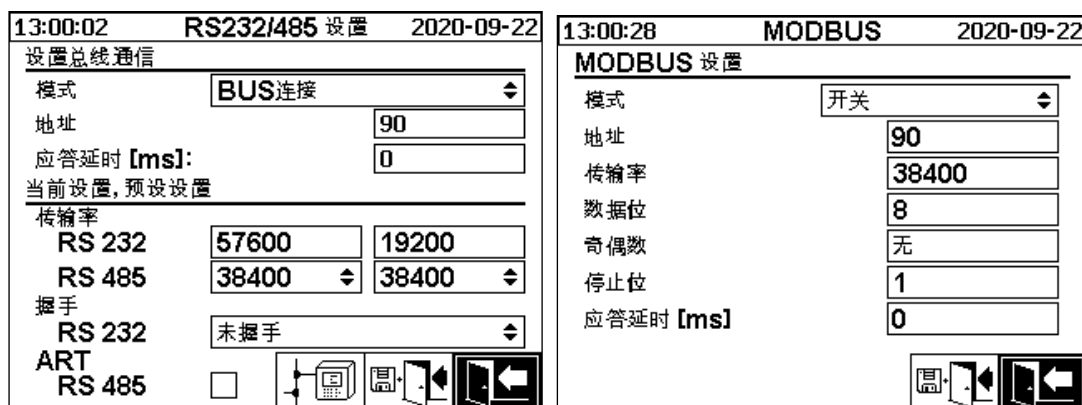 13:00:02 RS232/485 设置 2020-09-22
设置总线通信
模式 BUS连接
地址 90
应答延时 [ms]: 0
当前设置, 预设设置
传输率
RS 232 57600 19200
RS 485 38400 38400
握手
RS 232 未握手
ART
RS 485
13:00:28 MODBUS 2020-09-22
MODBUS 设置
模式 开关
地址 90
传输率 38400
数据位 8
奇偶数 无
停止位 1
应答延时 [ms] 0